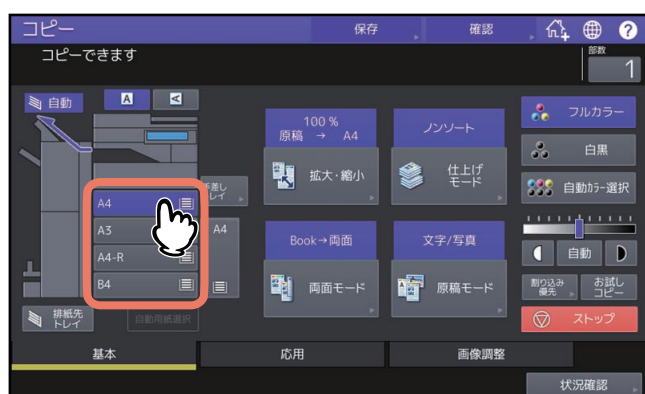 コピー
保存
確認
コピーできます
部数
1
自動
A
A
100 %
原稿 → A4
ノンソート
フルカラー
拡大・縮小
仕上げ
モード
白黒
自動カラー選択
A4
A3
A4-R
B4
A4
Book→両面
文字/写真
両面モード
原稿モード
自動
割り込み
優先
お試し
コピー
排紙先
トレイ
自動用紙選択
ストップ
基本
応用
画像調整
状況確認